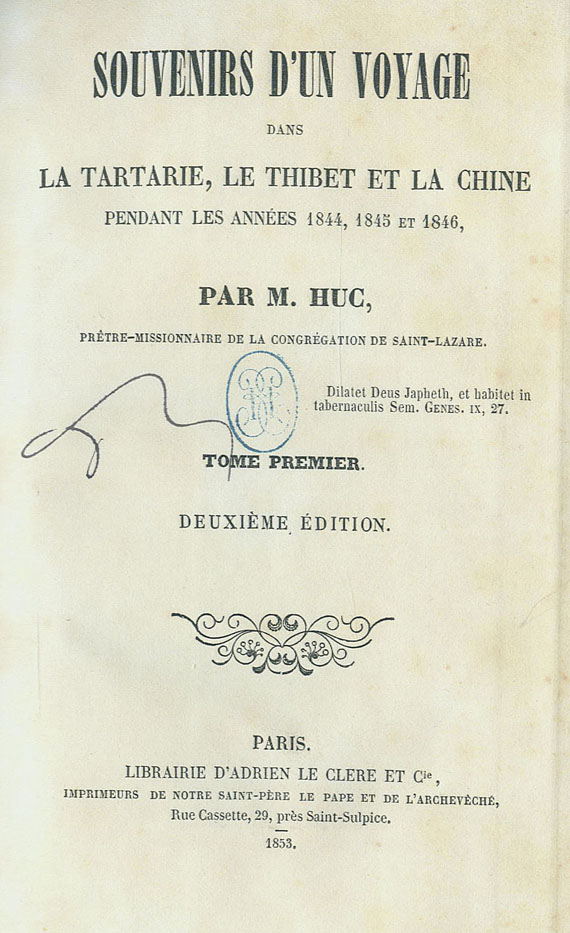 SOUVENIRS D'UN VOYAGE
DANS
LA TARTARIE, LE THIBET ET LA CHINE
PENDANT LES ANNÉES 1844, 1845 ET 1846,
PAR M. HUC,
PRÊTRE-MISSIONNAIRE DE LA CONGRÉGATION DE SAINT-LAZARE.
Dilatet Deus Japheth, et habitet in
tabernaculis Sem. GENES. IX, 27.
TOME PREMIER.
DEUXIÈME ÉDITION.
PARIS.
LIBRAIRIE D'ADRIEN LE CLERE ET Cie,
IMPRIMEURS DE NOTRE SAINT-PÈRE LE PAPE ET DE L'ARCHEVÊCHÉ,
Rue Cassette, 29, près Saint-Sulpice.
1853.